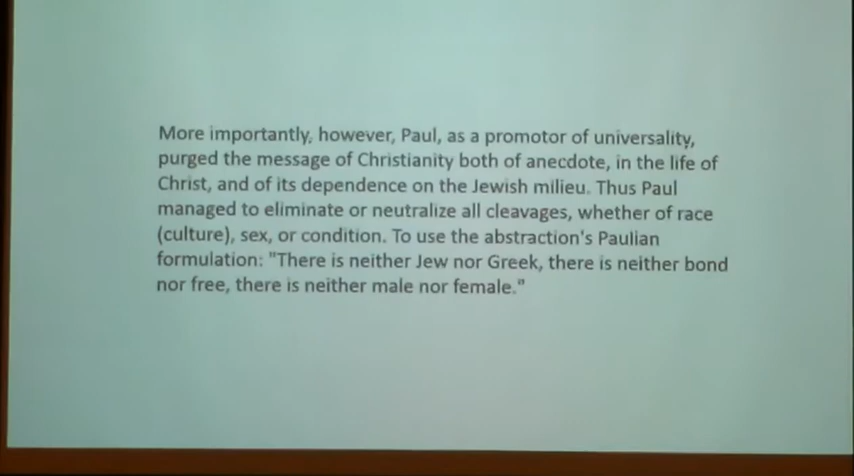 More importantly, however, Paul, as a promotor of universality,
purged the message of Christianity both of anecdote, in the life of
Christ, and of its dependence on the Jewish milieu. Thus Paul
managed to eliminate or neutralize all cleavages, whether of race
(culture), sex, or condition. To use the abstraction's Paulian
formulation: "There is neither Jew nor Greek, there is neither bond
nor free, there is neither male nor female."